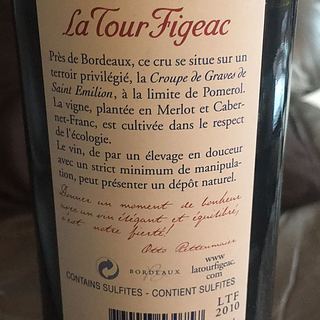 La Tour Figeac
Près de Bordeaux, ce cru se situe sur un
terroir privilégié, la Croupe de Graves de
Saint Emilion, à la limite de Pomerol.
La vigne, plantée en Merlot et Caber-
net-Franc, est cultivée dans le respect
de l'écologie.
Le vin, de par un élevage en douceur
avec un strict minimum de manipula-
tion, peut présenter un dépôt naturel.
Donner un moment de bonheur
avec un vin élégant et équilibré,
c'est notre fierté!
Otto Rettenmaier
BORDEAUX
www.
latourfigeac.
com
CONTAINS SULFITES - CONTIENT SULFITES
LTF
2010